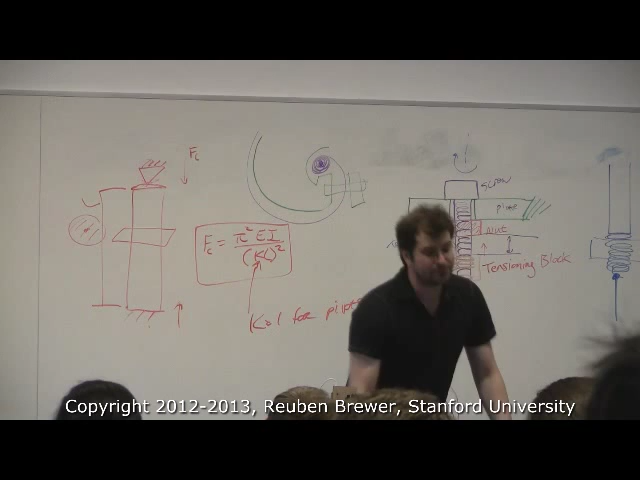 Fc
SCREW
plate
Nut
Fc = π² EI / (KL)²
Tensioning Block
K=1 for
Copyright 2012-2013, Reuben Brewer, Stanford University